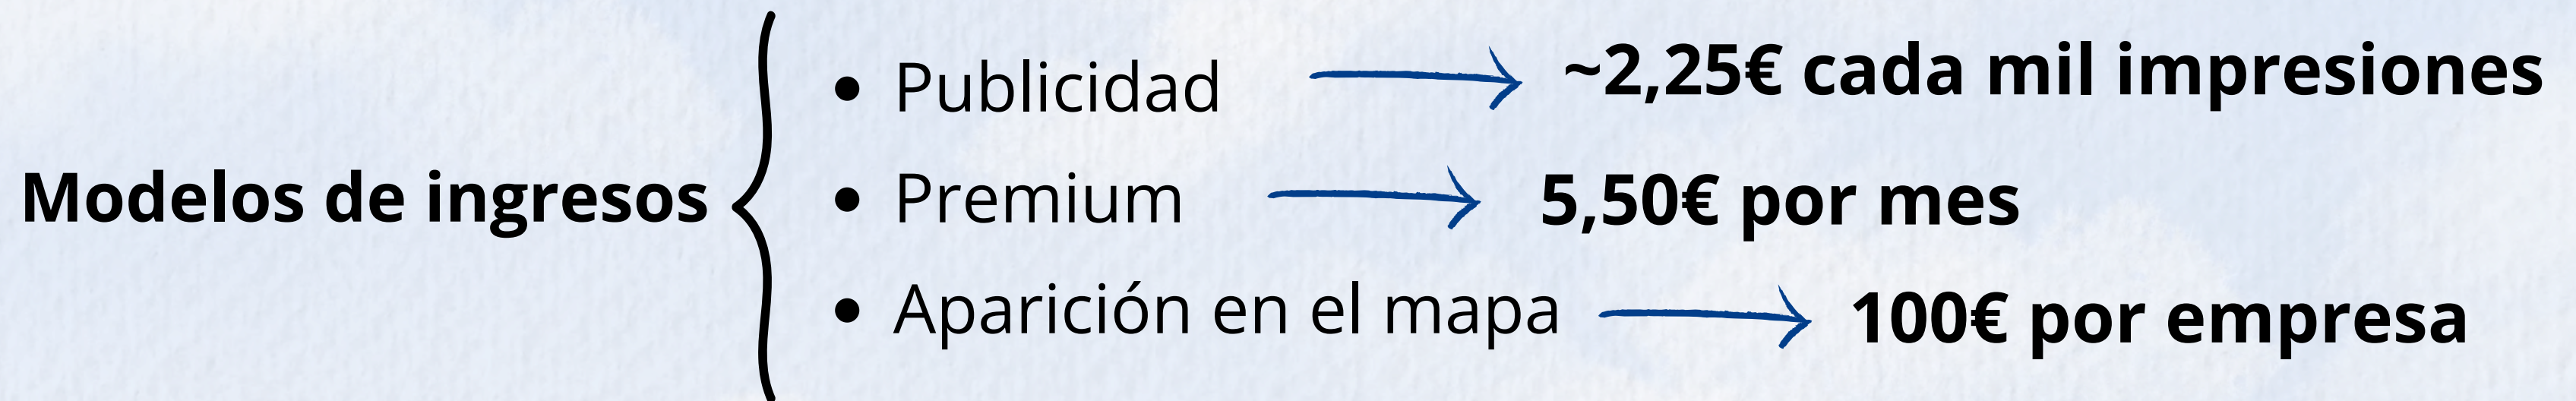 Modelos de ingresos
• Publicidad ~2,25€ cada mil impresiones
• Premium 5,50€ por mes
• Aparición en el mapa 100€ por empresa